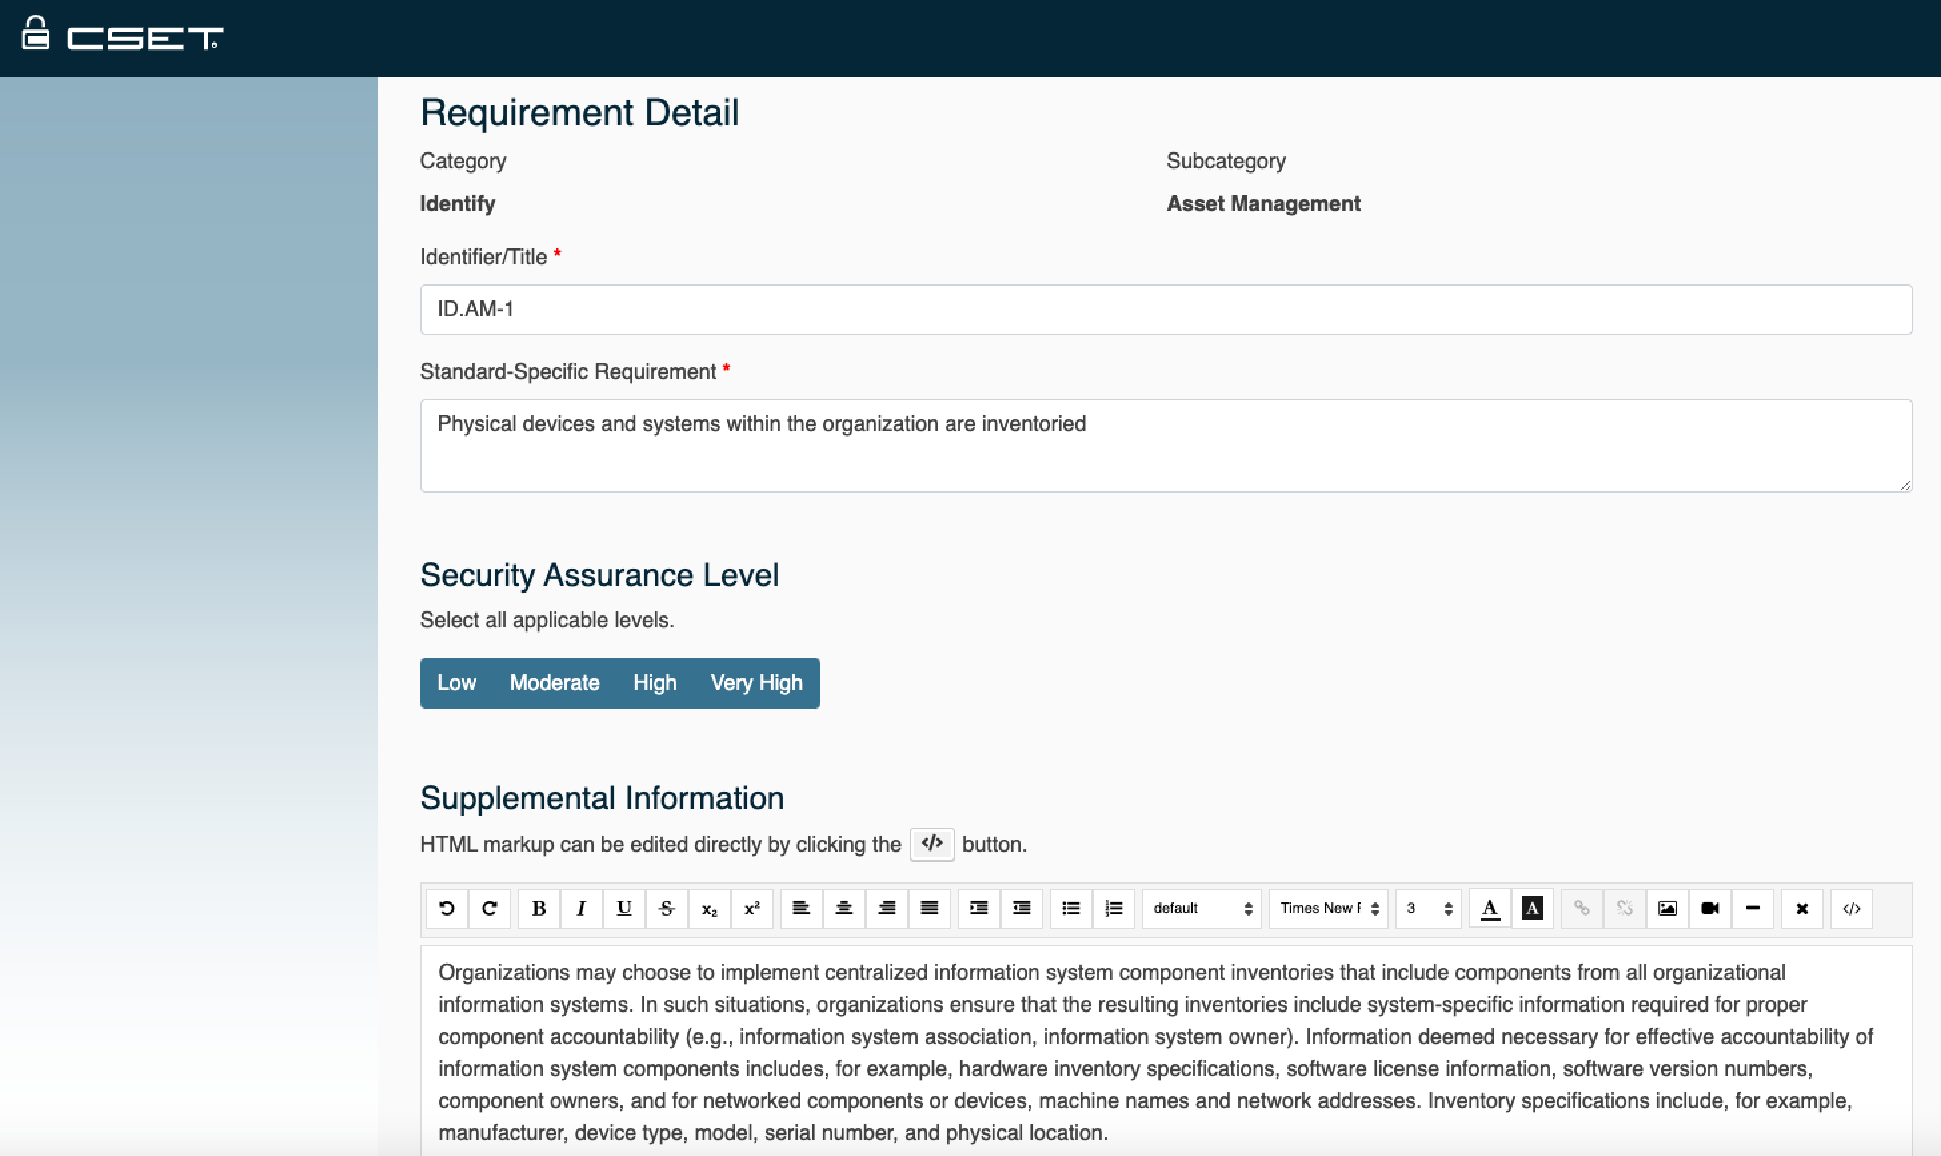 CSET
Requirement Detail
Category
Subcategory
Identify
Asset Management
Identifier/Title *
ID.AM-1
Standard-Specific Requirement *
Physical devices and systems within the organization are inventoried
Security Assurance Level
Select all applicable levels.
Low Moderate High Very High
Supplemental Information
HTML markup can be edited directly by clicking the </> button.
B I U S x₂ x² default Times New F 3 A A </>
Organizations may choose to implement centralized information system component inventories that include components from all organizational
information systems. In such situations, organizations ensure that the resulting inventories include system-specific information required for proper
component accountability (e.g., information system association, information system owner). Information deemed necessary for effective accountability of
information system components includes, for example, hardware inventory specifications, software license information, software version numbers,
component owners, and for networked components or devices, machine names and network addresses. Inventory specifications include, for example,
manufacturer, device type, model, serial number, and physical location.